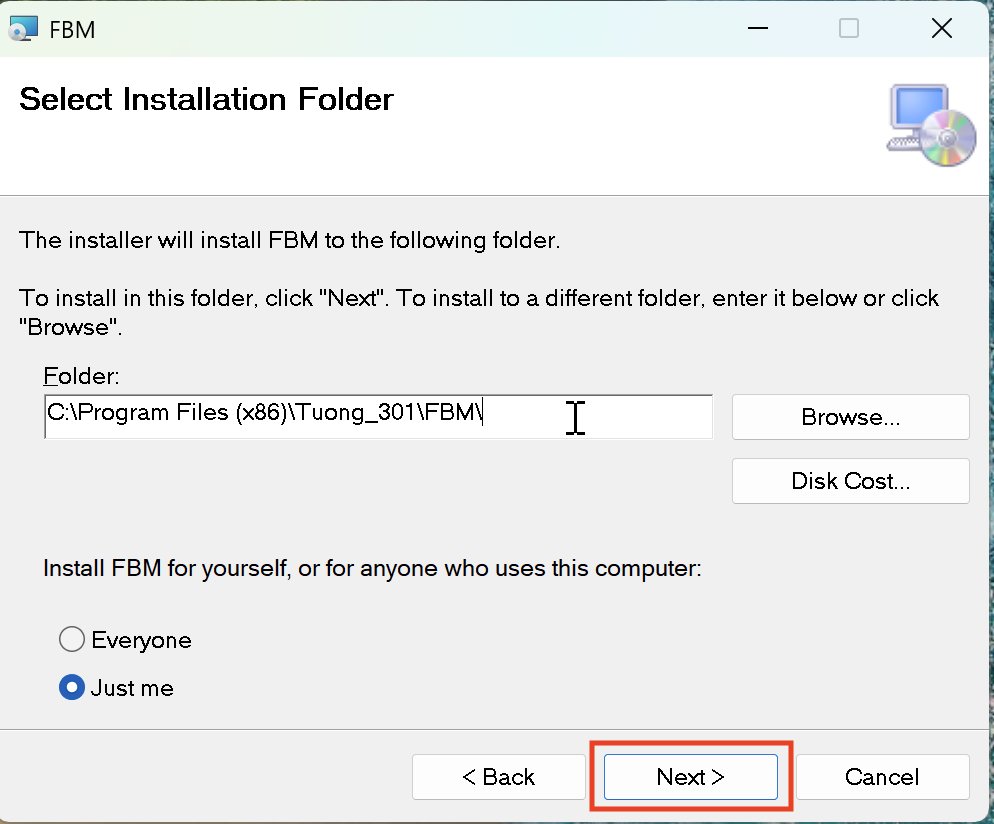 FBM
Select Installation Folder
The installer will install FBM to the following folder.
To install in this folder, click "Next". To install to a different folder, enter it below or click
"Browse".
Folder:
C:\Program Files (x86)\Tuong_301\FBM\
Browse...
Disk Cost...
Install FBM for yourself, or for anyone who uses this computer:
Everyone
Just me
< Back
Next >
Cancel